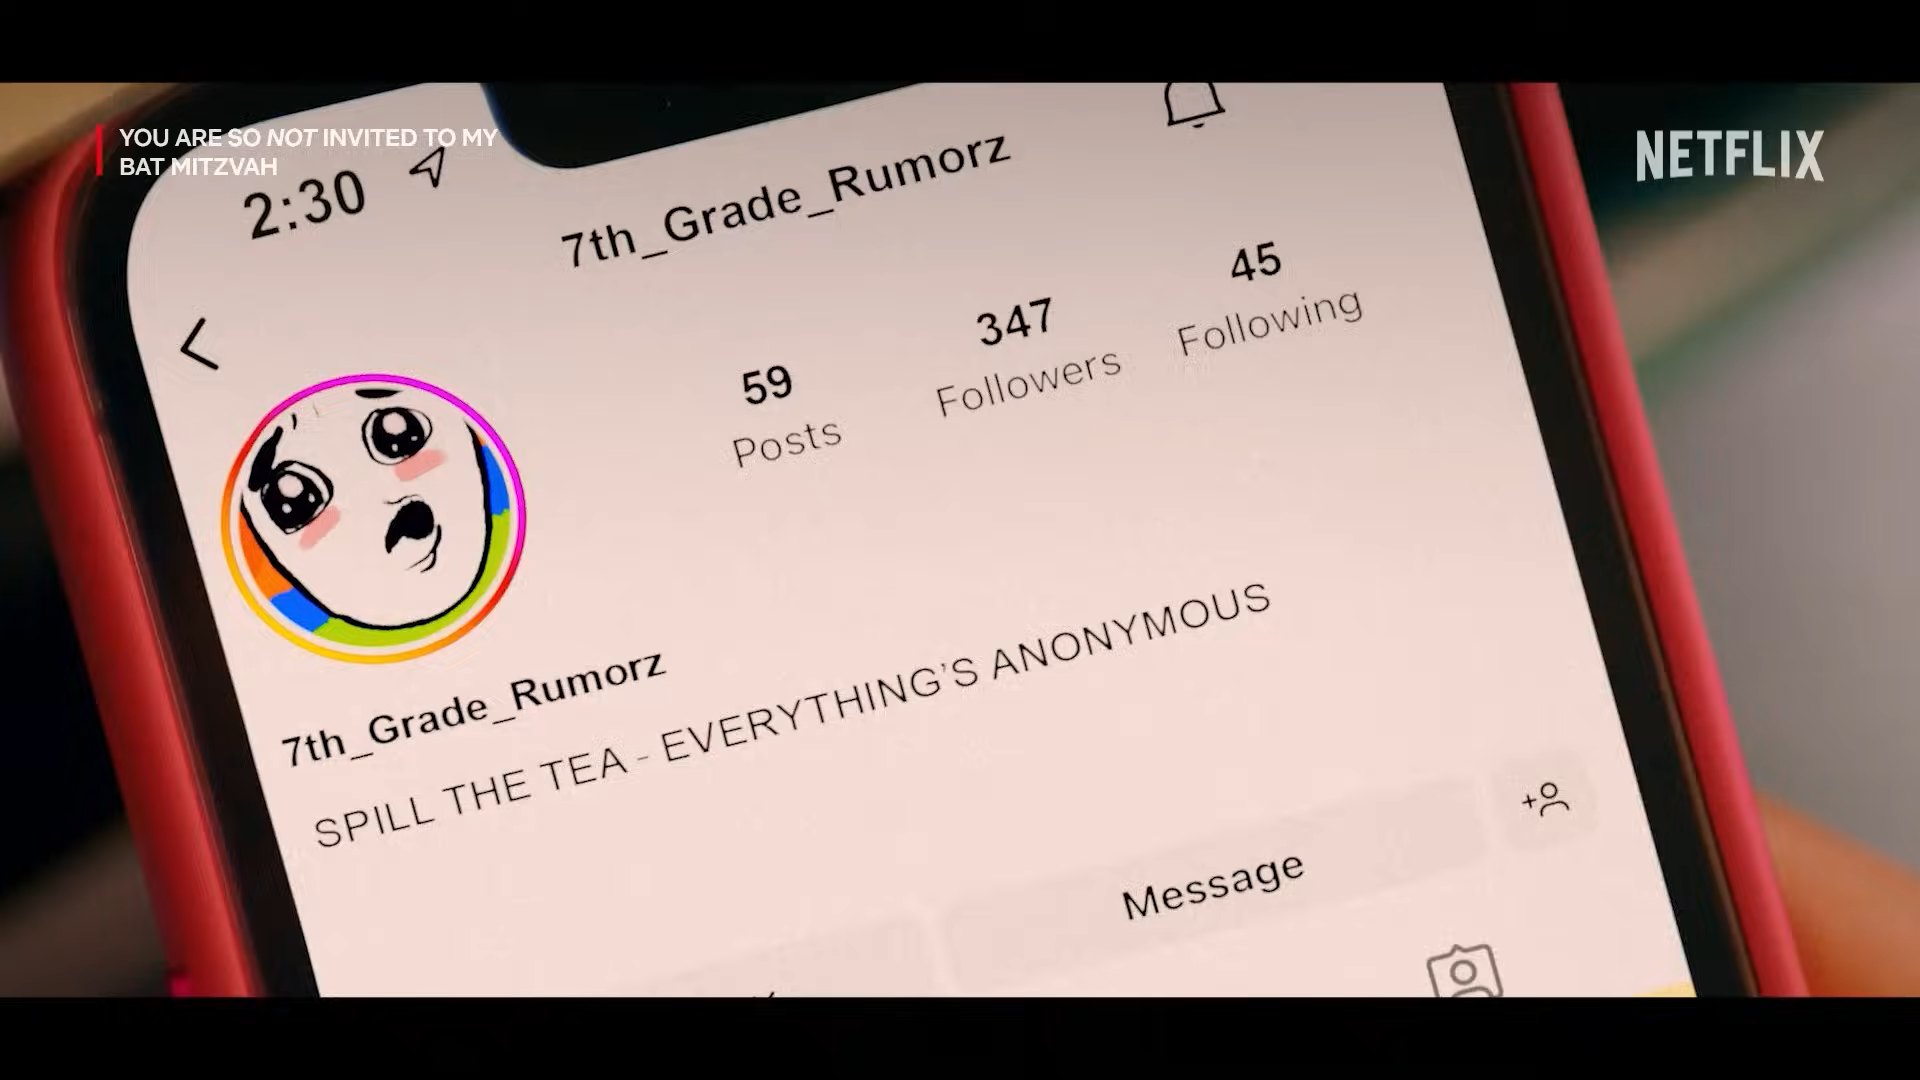 YOU ARE SO NOT INVITED TO MY
BAT MITZVAH
NETFLIX
2:30
7th_Grade_Rumorz
59
Posts
347
Followers
45
Following
7th_Grade_Rumorz
SPILL THE TEA - EVERYTHING'S ANONYMOUS
Message